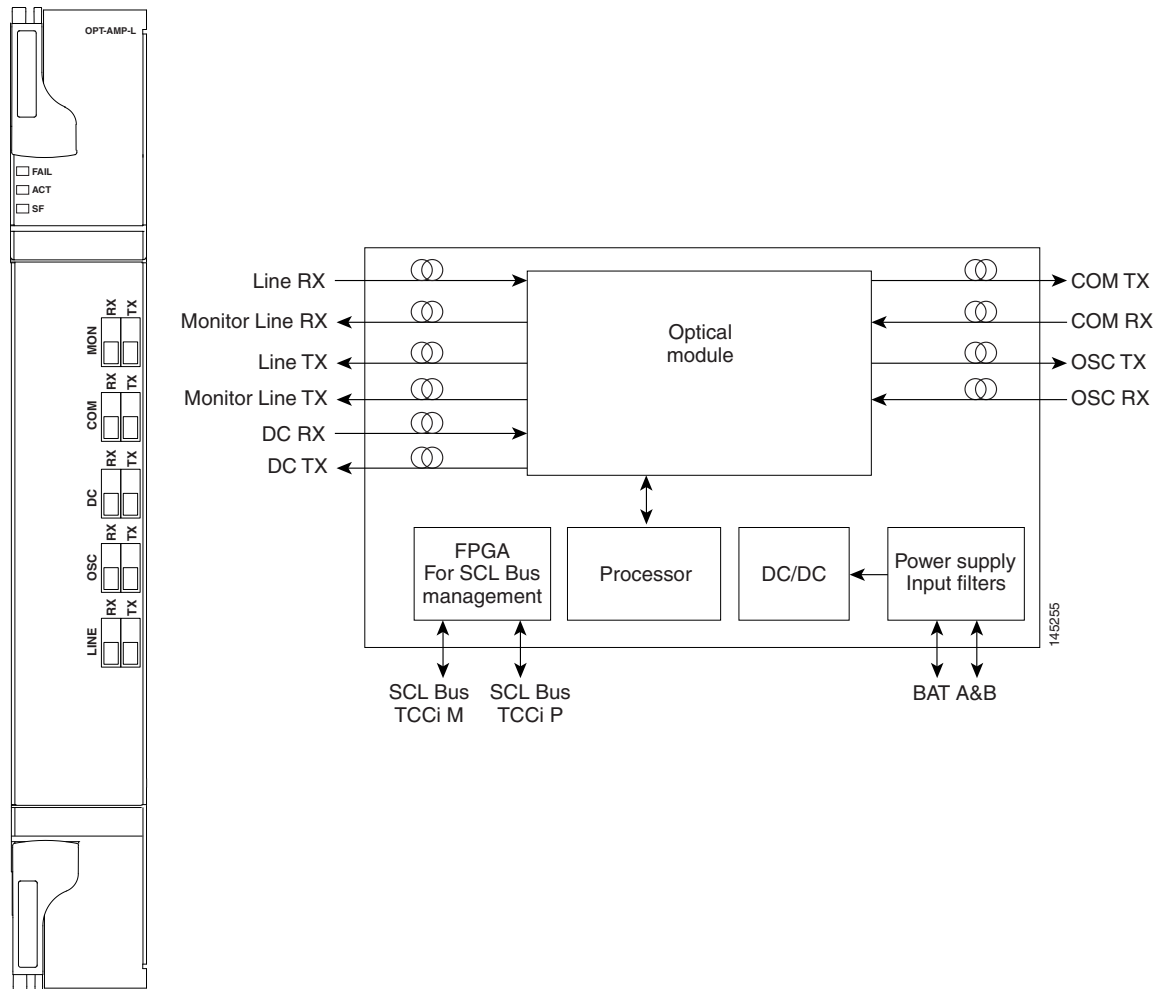 OPT-AMP-L
FAIL
ACT
SF
RX
TX
MON
RX
TX
COM
RX
TX
DC
RX
TX
OSC
RX
TX
LINE
Line RX
Monitor Line RX
Line TX
Monitor Line TX
DC RX
DC TX
Optical
module
COM TX
COM RX
OSC TX
OSC RX
FPGA
For SCL Bus
management
Processor
DC/DC
Power supply
Input filters
SCL Bus
TCCi M
SCL Bus
TCCi P
BAT A&B
145255